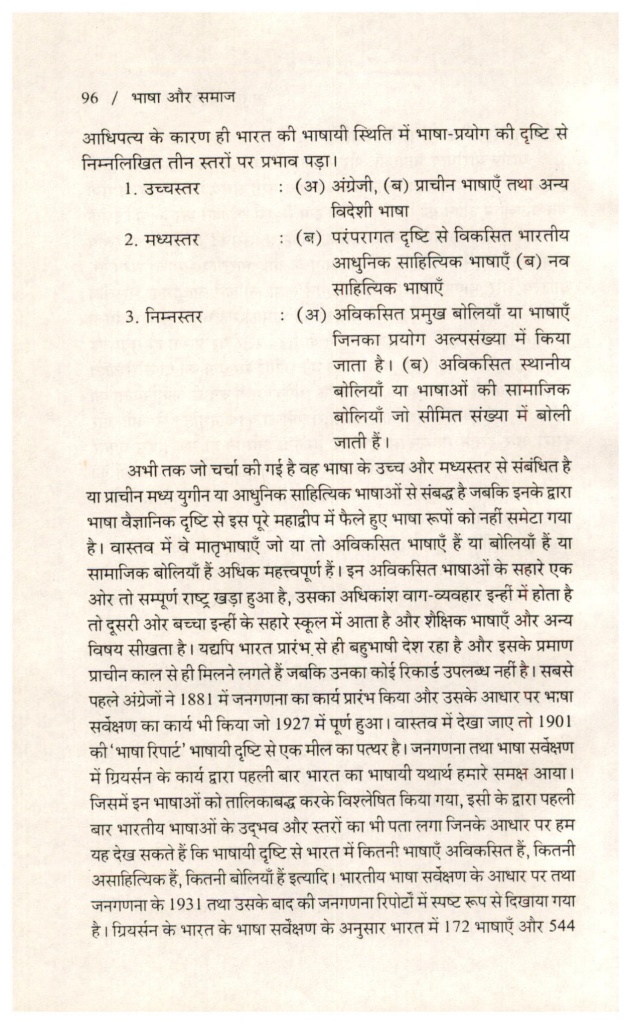 96 / भाषा और समाज
आधिपत्य के कारण ही भारत की भाषायी स्थिति में भाषा-प्रयोग की दृष्टि से
निम्नलिखित तीन स्तरों पर प्रभाव पड़ा।
1. उच्चस्तर : (अ) अंग्रेजी, (ब) प्राचीन भाषाएँ तथा अन्य
विदेशी भाषा
2. मध्यस्तर : (ब) परंपरागत दृष्टि से विकसित भारतीय
आधुनिक साहित्यिक भाषाएँ (ब) नव
साहित्यिक भाषाएँ
3. निम्नस्तर : (अ) अविकसित प्रमुख बोलियाँ या भाषाएँ
जिनका प्रयोग अल्पसंख्या में किया
जाता है। (ब) अविकसित स्थानीय
बोलियाँ या भाषाओं की सामाजिक
बोलियाँ जो सीमित संख्या में बोली
जाती हैं।
अभी तक जो चर्चा की गई है वह भाषा के उच्च और मध्यस्तर से संबंधित है
या प्राचीन मध्य युगीन या आधुनिक साहित्यिक भाषाओं से संबद्ध है जबकि इनके द्वारा
भाषा वैज्ञानिक दृष्टि से इस पूरे महाद्वीप में फैले हुए भाषा रूपों को नहीं समेटा गया
है। वास्तव में वे मातृभाषाएँ जो या तो अविकसित भाषाएँ हैं या बोलियाँ हैं या
सामाजिक बोलियाँ हैं अधिक महत्त्वपूर्ण हैं। इन अविकसित भाषाओं के सहारे एक
ओर तो सम्पूर्ण राष्ट्र खड़ा हुआ है, उसका अधिकांश वाग-व्यवहार इन्हीं में होता है
तो दूसरी ओर बच्चा इन्हीं के सहारे स्कूल में आता है और शैक्षिक भाषाएँ और अन्य
विषय सीखता है। यद्यपि भारत प्रारंभ से ही बहुभाषी देश रहा है और इसके प्रमाण
प्राचीन काल से ही मिलने लगते हैं जबकि उनका कोई रिकार्ड उपलब्ध नहीं है। सबसे
पहले अंग्रेजों ने 1881 में जनगणना का कार्य प्रारंभ किया और उसके आधार पर भाषा
सर्वेक्षण का कार्य भी किया जो 1927 में पूर्ण हुआ। वास्तव में देखा जाए तो 1901
की 'भाषा रिपार्ट' भाषायी दृष्टि से एक मील का पत्थर है। जनगणना तथा भाषा सर्वेक्षण
में ग्रियर्सन के कार्य द्वारा पहली बार भारत का भाषायी यथार्थ हमारे समक्ष आया।
जिसमें इन भाषाओं को तालिकाबद्ध करके विश्लेषित किया गया, इसी के द्वारा पहली
बार भारतीय भाषाओं के उद्‌भव और स्तरों का भी पता लगा जिनके आधार पर हम
यह देख सकते हैं कि भाषायी दृष्टि से भारत में कितनी भाषाएँ अविकसित हैं, कितनी
असाहित्यिक हैं, कितनी बोलियाँ हैं इत्यादि। भारतीय भाषा सर्वेक्षण के आधार पर तथा
जनगणना के 1931 तथा उसके बाद की जनगणना रिपोर्टों में स्पष्ट रूप से दिखाया गया
है। ग्रियर्सन के भारत के भाषा सर्वेक्षण के अनुसार भारत में 172 भाषाएँ और 544